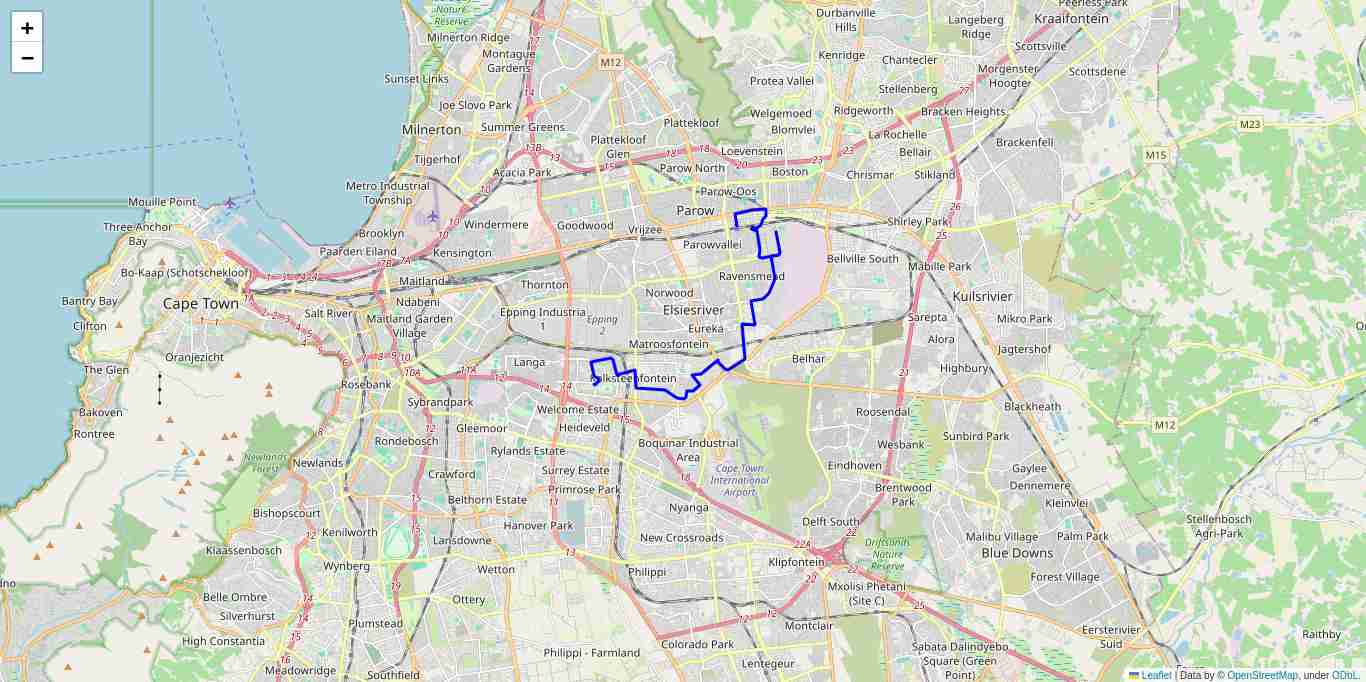 +
−
Nature
Reserve
Milnerton Ridge
Montague
Gardens
Sunset Links
Joe Slovo Park
Milnerton
Summer Greens
Tijgerhof
Acacia Park
Metro Industrial
Township
Mouille Point
Three Anchor
Bay
Brooklyn
Paarden Eiland
Windermere
Kensington
Bo-Kaap (Schotschekloof)
Bantry Bay
Cape Town
Clifton
Salt River
Maitland
Ndabeni
Maitland Garden
Village
The Glen
Oranjezicht
Bakoven
Rontree
Rosebank
Sybrandpark
Rondebosch
Newlands
Forest
Newlands
Bishopscourt
Kenilworth
Klaassenbosch
Wynberg
Belle Ombre
Silverhurst
High Constantia
Plumstead
Meadowridge
Southfield
Ottery
Wetton
Lansdowne
Crawford
Belthorn Estate
Hanover Park
Gleemoor
Rylands Estate
Surrey Estate
Primrose Park
Heideveld
Welcome Estate
Langa
Kalksteenfontein
Epping Industria
1
Epping
2
Thornton
Goodwood
Vrijzee
Norwood
Elsiesriver
Eureka
Matroosfontein
Parow
Parowvallei
Parow-Oos
Parow North
Plattekloof
Glen
Plattekloof
Loevenstein
Boston
Welgemoed
Blomvlei
Protea Vallei
Kenridge
Durbanville
Hills
Chantecler
Stellenberg
Ridgeworth
La Rochelle
Bellair
Chrismar
Stikland
Langeberg
Ridge
Peerless Park
Kraaifontein
Scottsville
Morgenster
Hoogte
Scottsdene
Bracken Heights
Brackenfell
Shirley Park
Bellville South
Mabille Park
Kuilsrivier
Mikro Park
Sarepta
Alora
Jagtershof
Highbury
Ravensmead
Belhar
Blackheath
Roosendal
Wesbank
Sunbird Park
Eindhoven
Gaylee
Dennemere
Kleinvlei
Brentwood
Park
Boquinar Industrial
Area
Cape Town
International
Airport
Nyanga
New Crossroads
Philippi
Delft South
Driftsands
Nature
Reserve
Klipfontein
Malibu Village
Palm Park
Blue Downs
Forest Village
Mxolisi Phetani
(Site C)
Montclair
Colorado Park
Philippi - Farmland
Lentegeur
Sabata Dalindyebo
Square (Green
Point)
Eersterivier
Suid
Stellenbosch
Agri-Park
Raithby
M12
M23
M15
M12
13B
10A
11A
22A
Leaflet | Data by © OpenStreetMap, under ODbL.